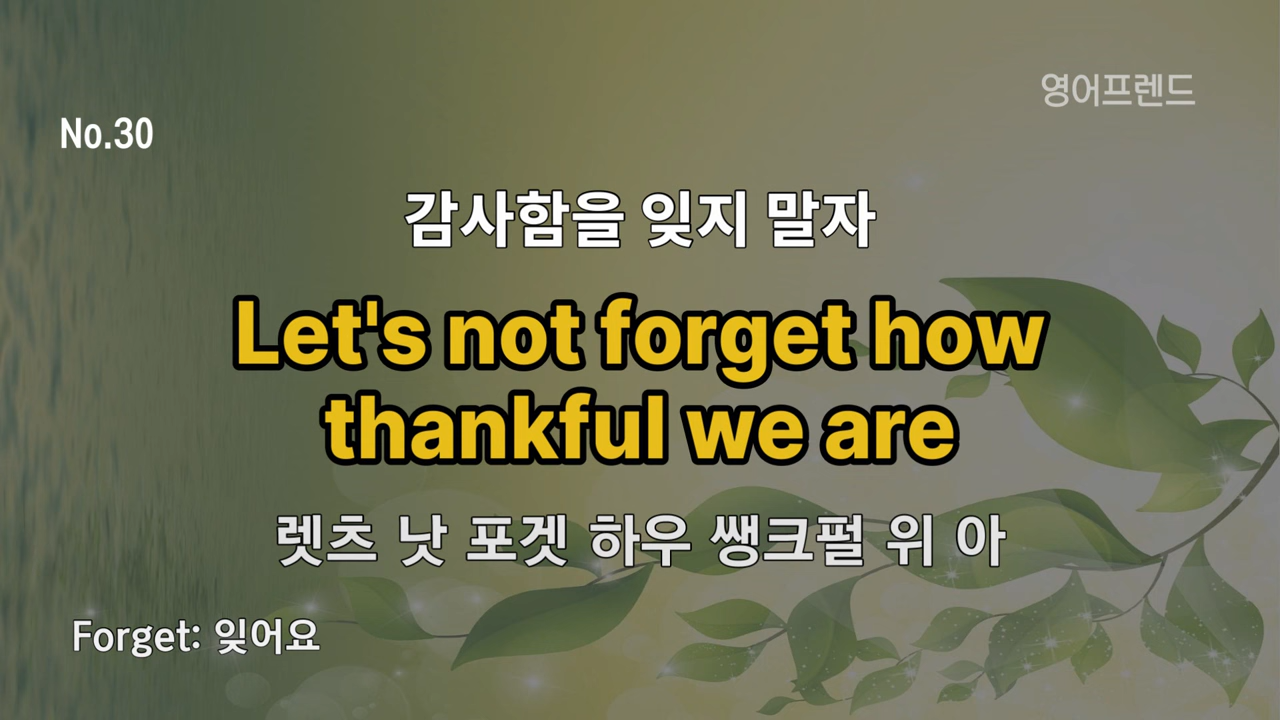 영어프렌드
No.30
감사함을 잊지 말자
Let's not forget how
thankful we are
렛츠 낫 포겟 하우 쌩크펄 위 아
Forget: 잊어요